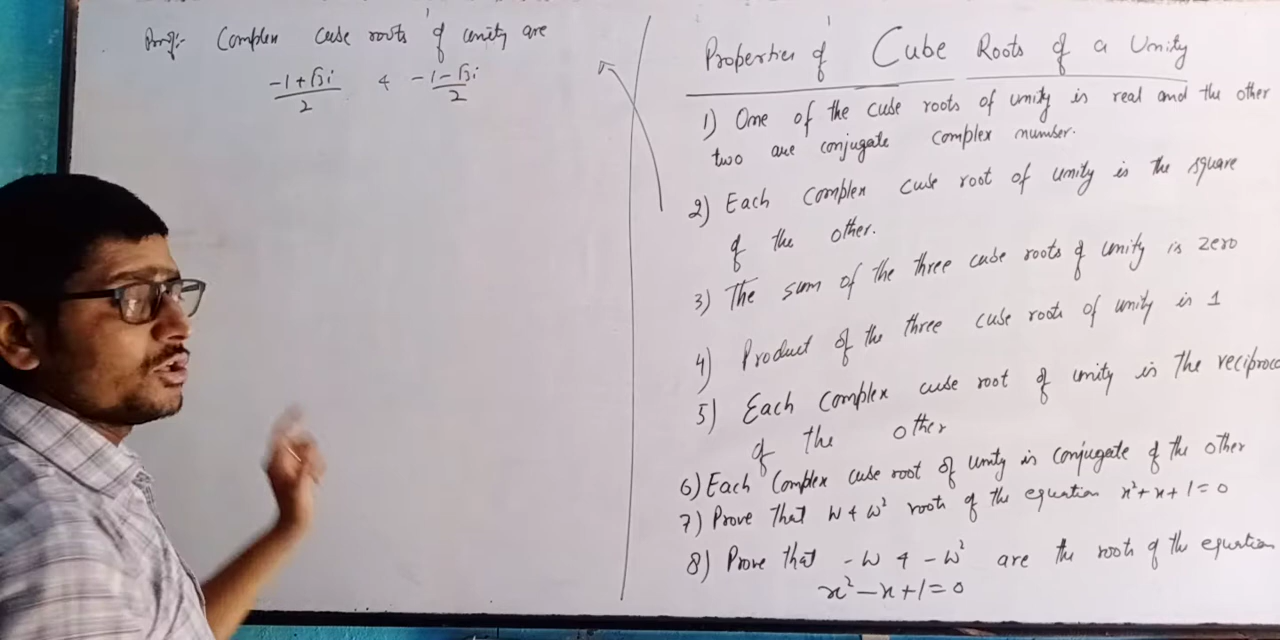 Proof:- Complex cube roots of unity are
-1+√3i/2 & -1-√3i/2
Properties of Cube Roots of a Unity
1) One of the cube roots of unity is real and the other
two are conjugate complex number.
2) Each complex cube root of unity is the square
of the other.
3) The sum of the three cube roots of unity is zero
4) Product of the three cube roots of unity is 1
5) Each complex cube root of unity is the reciproca
of the other
6) Each complex cube root of unity is conjugate of the other
7) Prove that w & w² roots of the equation x²+x+1=0
8) Prove that -w & -w² are the roots of the equation
x²-x+1=0